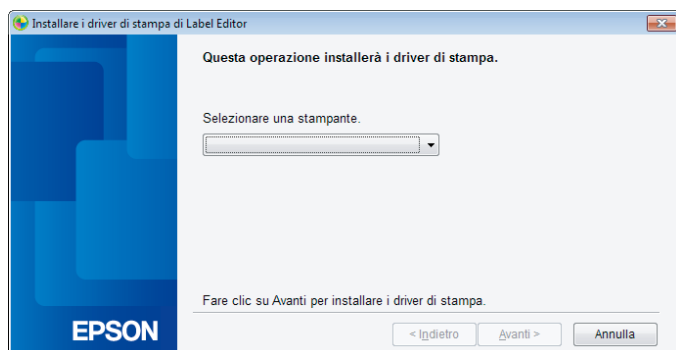 Installare i driver di stampa di Label Editor
Questa operazione installerà i driver di stampa.
Selezionare una stampante.
Fare clic su Avanti per installare i driver di stampa.
EPSON
< Indietro
Avanti >
Annulla